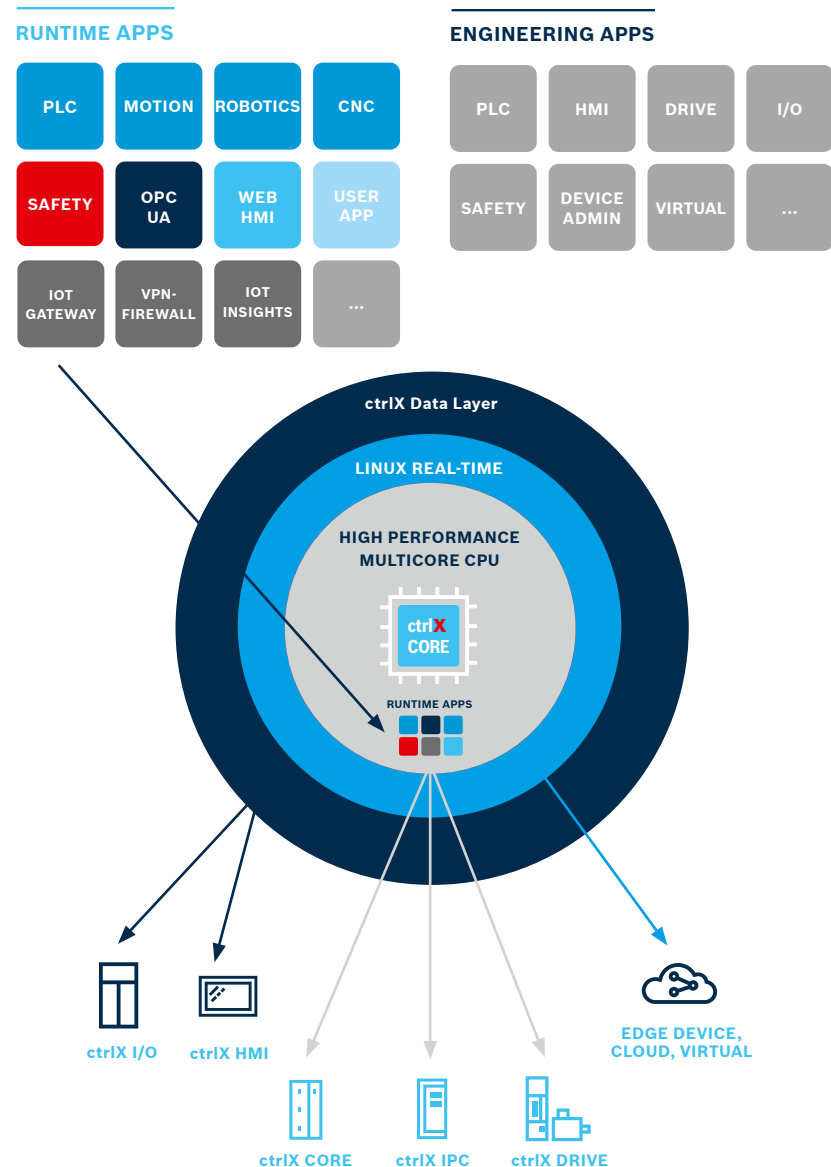 RUNTIME APPS
PLC
MOTION
ROBOTICS
CNC
SAFETY
OPC
UA
WEB
HMI
USER
APP
IOT
GATEWAY
VPN-
FIREWALL
IOT
INSIGHTS
...
ENGINEERING APPS
PLC
HMI
DRIVE
I/O
SAFETY
DEVICE
ADMIN
VIRTUAL
...
ctrlX Data Layer
LINUX REAL-TIME
HIGH PERFORMANCE
MULTICORE CPU
ctrlX
CORE
RUNTIME APPS
ctrlX I/O
ctrlX HMI
EDGE DEVICE,
CLOUD, VIRTUAL
ctrlX CORE
ctrlX IPC
ctrlX DRIVE